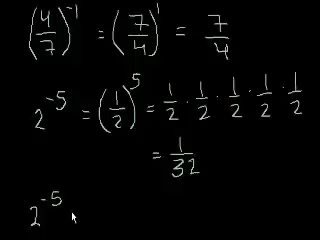 (4/7)^-1 = (7/4)^1 = 7/4
2^-5 = (1/2)^5 = 1/2 · 1/2 · 1/2 · 1/2 · 1/2
= 1/32
2^-5